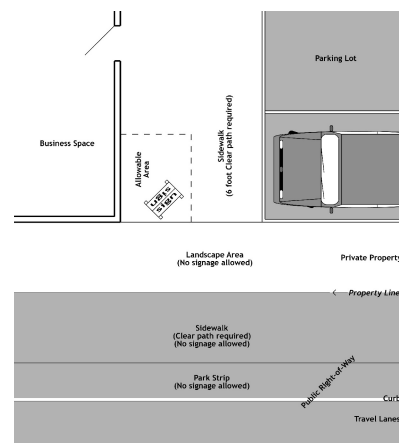 Parking Lot
Business Space
Allowable
Area
Sidewalk
(6 foot Clear path required)
sign
Landscape Area
(No signage allowed)
Private Property
Property Line
Sidewalk
(Clear path required)
(No signage allowed)
Park Strip
(No signage allowed)
Public Right-of-Way
Curb
Travel Lanes